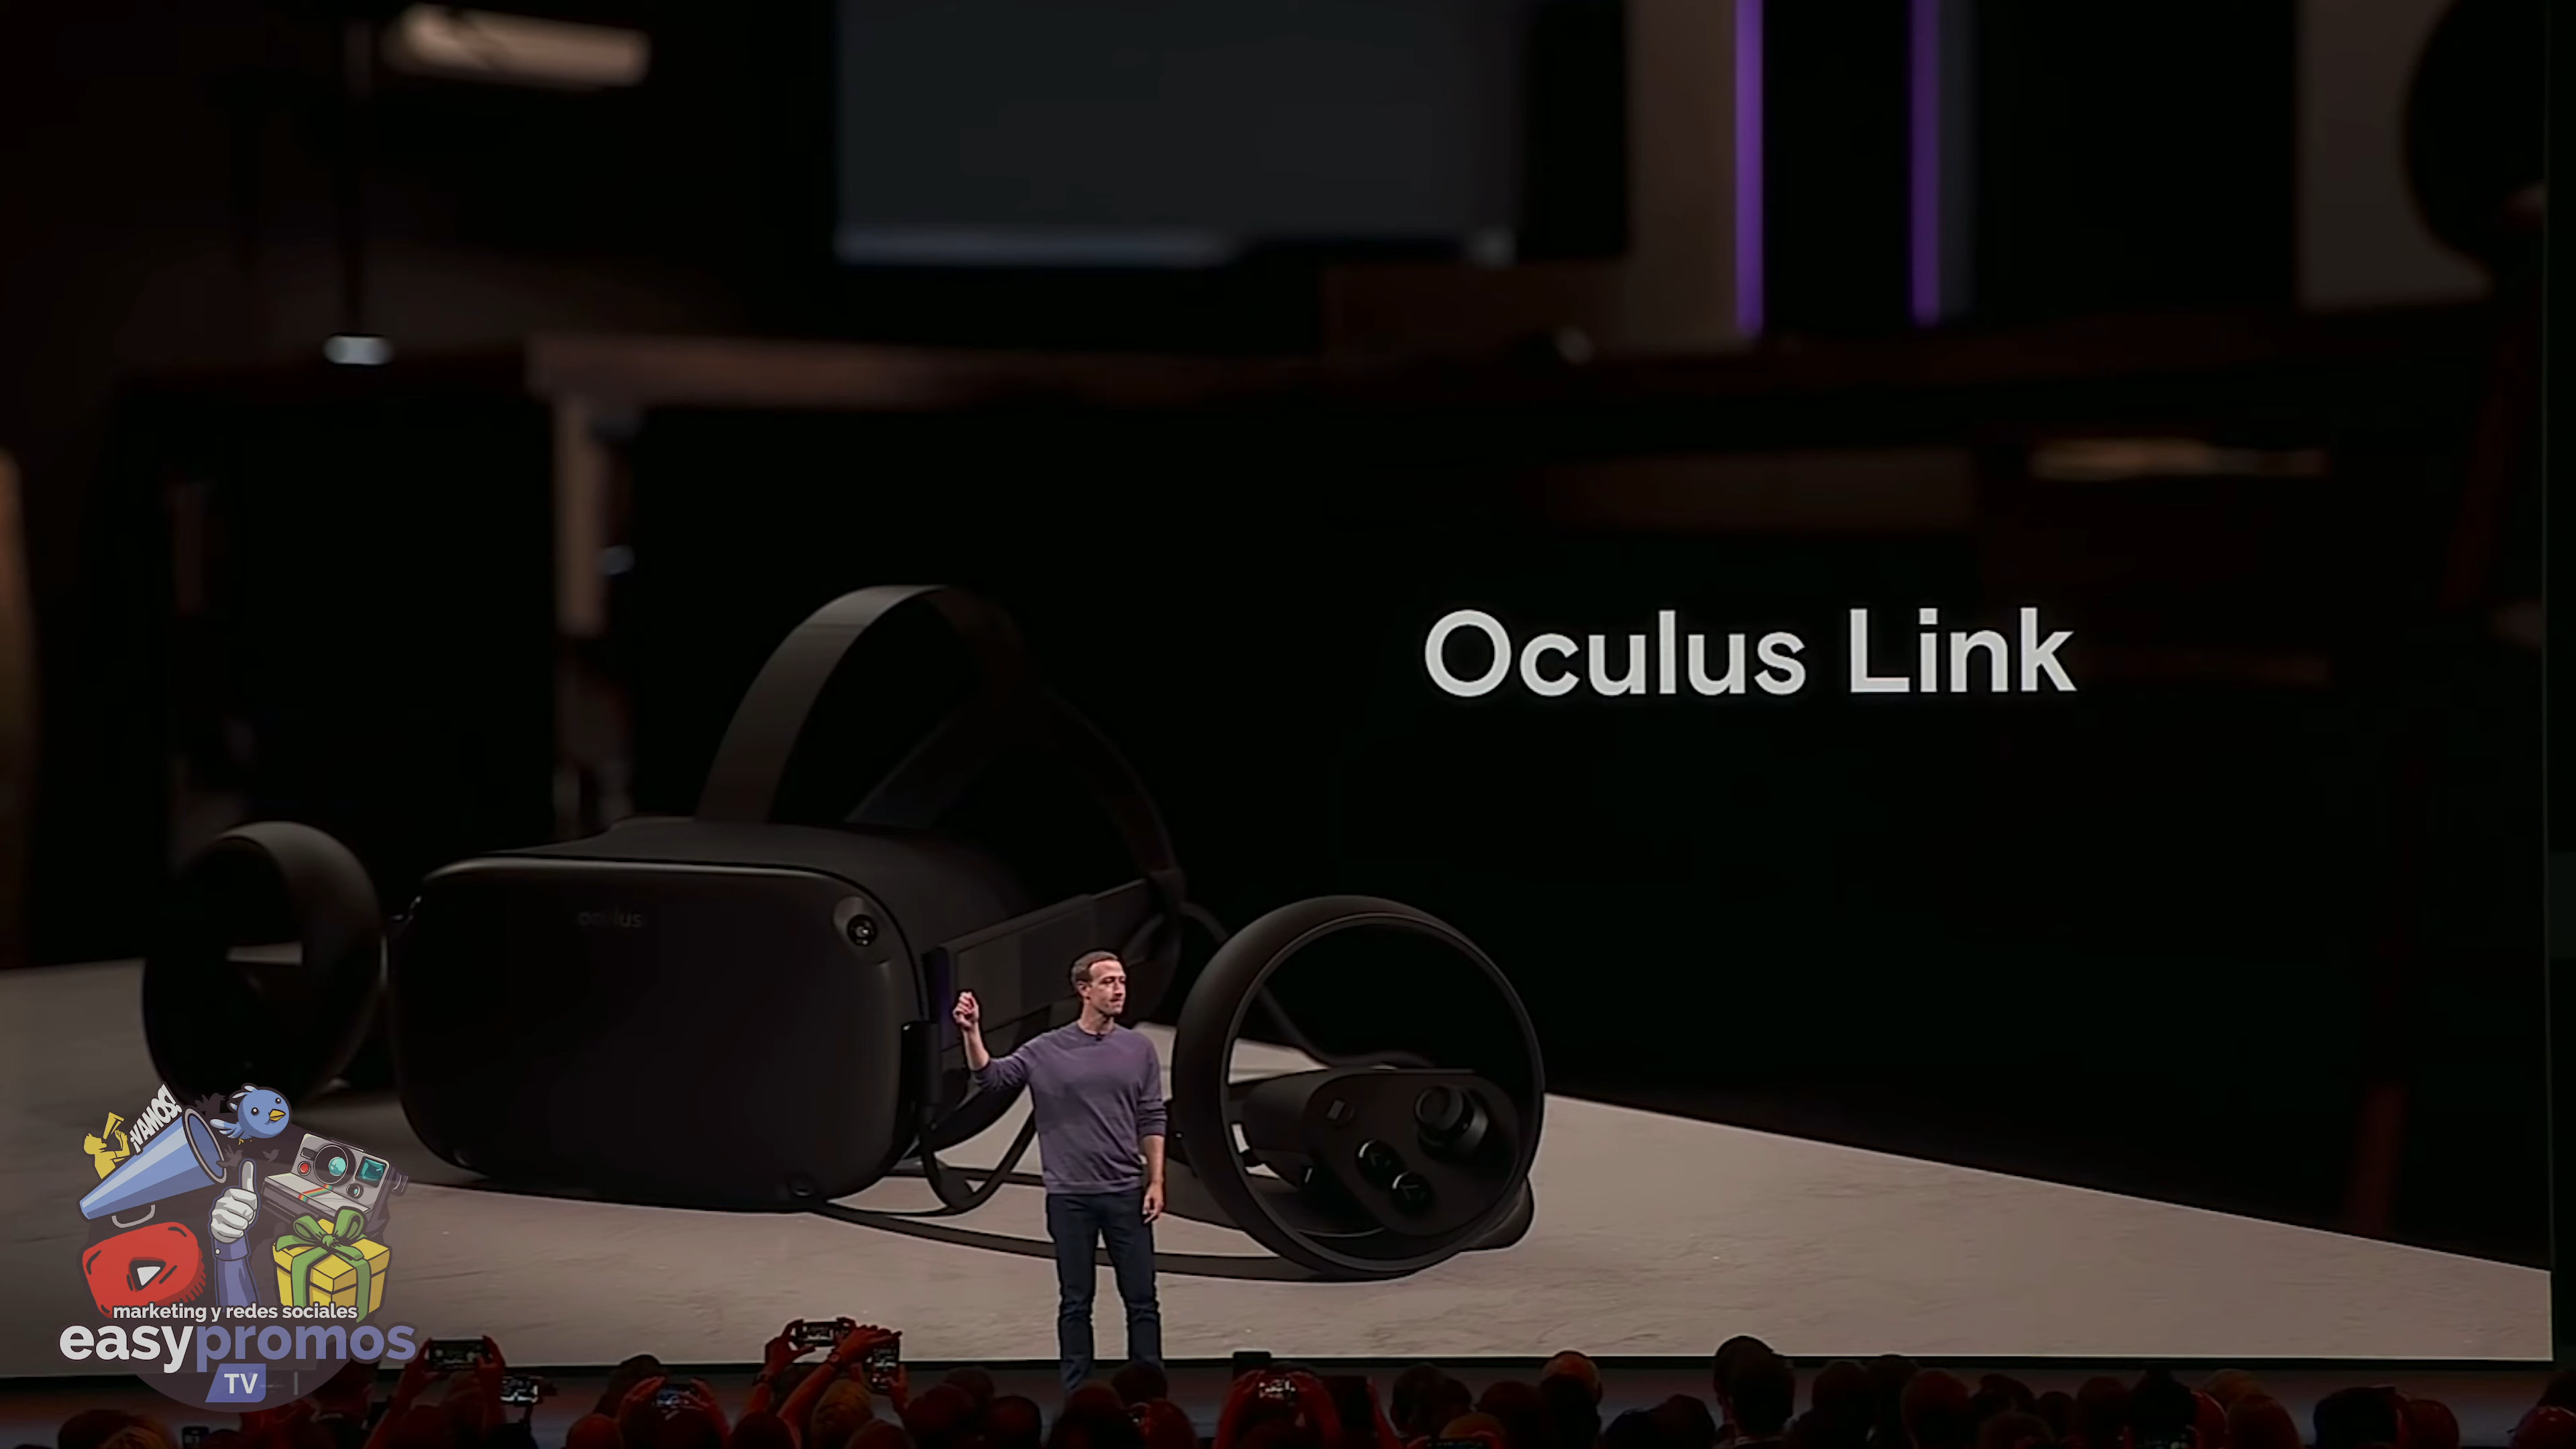 Oculus Link
oculus
¡VAMOS!
marketing y redes sociales
easypromos
TV